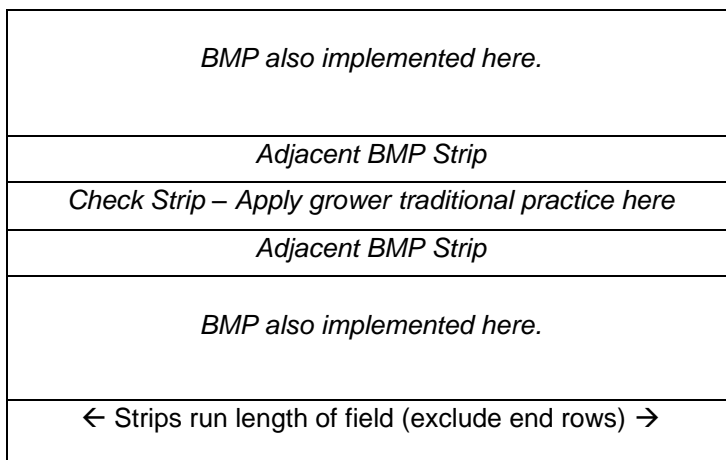 BMP also implemented here.
Adjacent BMP Strip
Check Strip – Apply grower traditional practice here
Adjacent BMP Strip
BMP also implemented here.
← Strips run length of field (exclude end rows) →